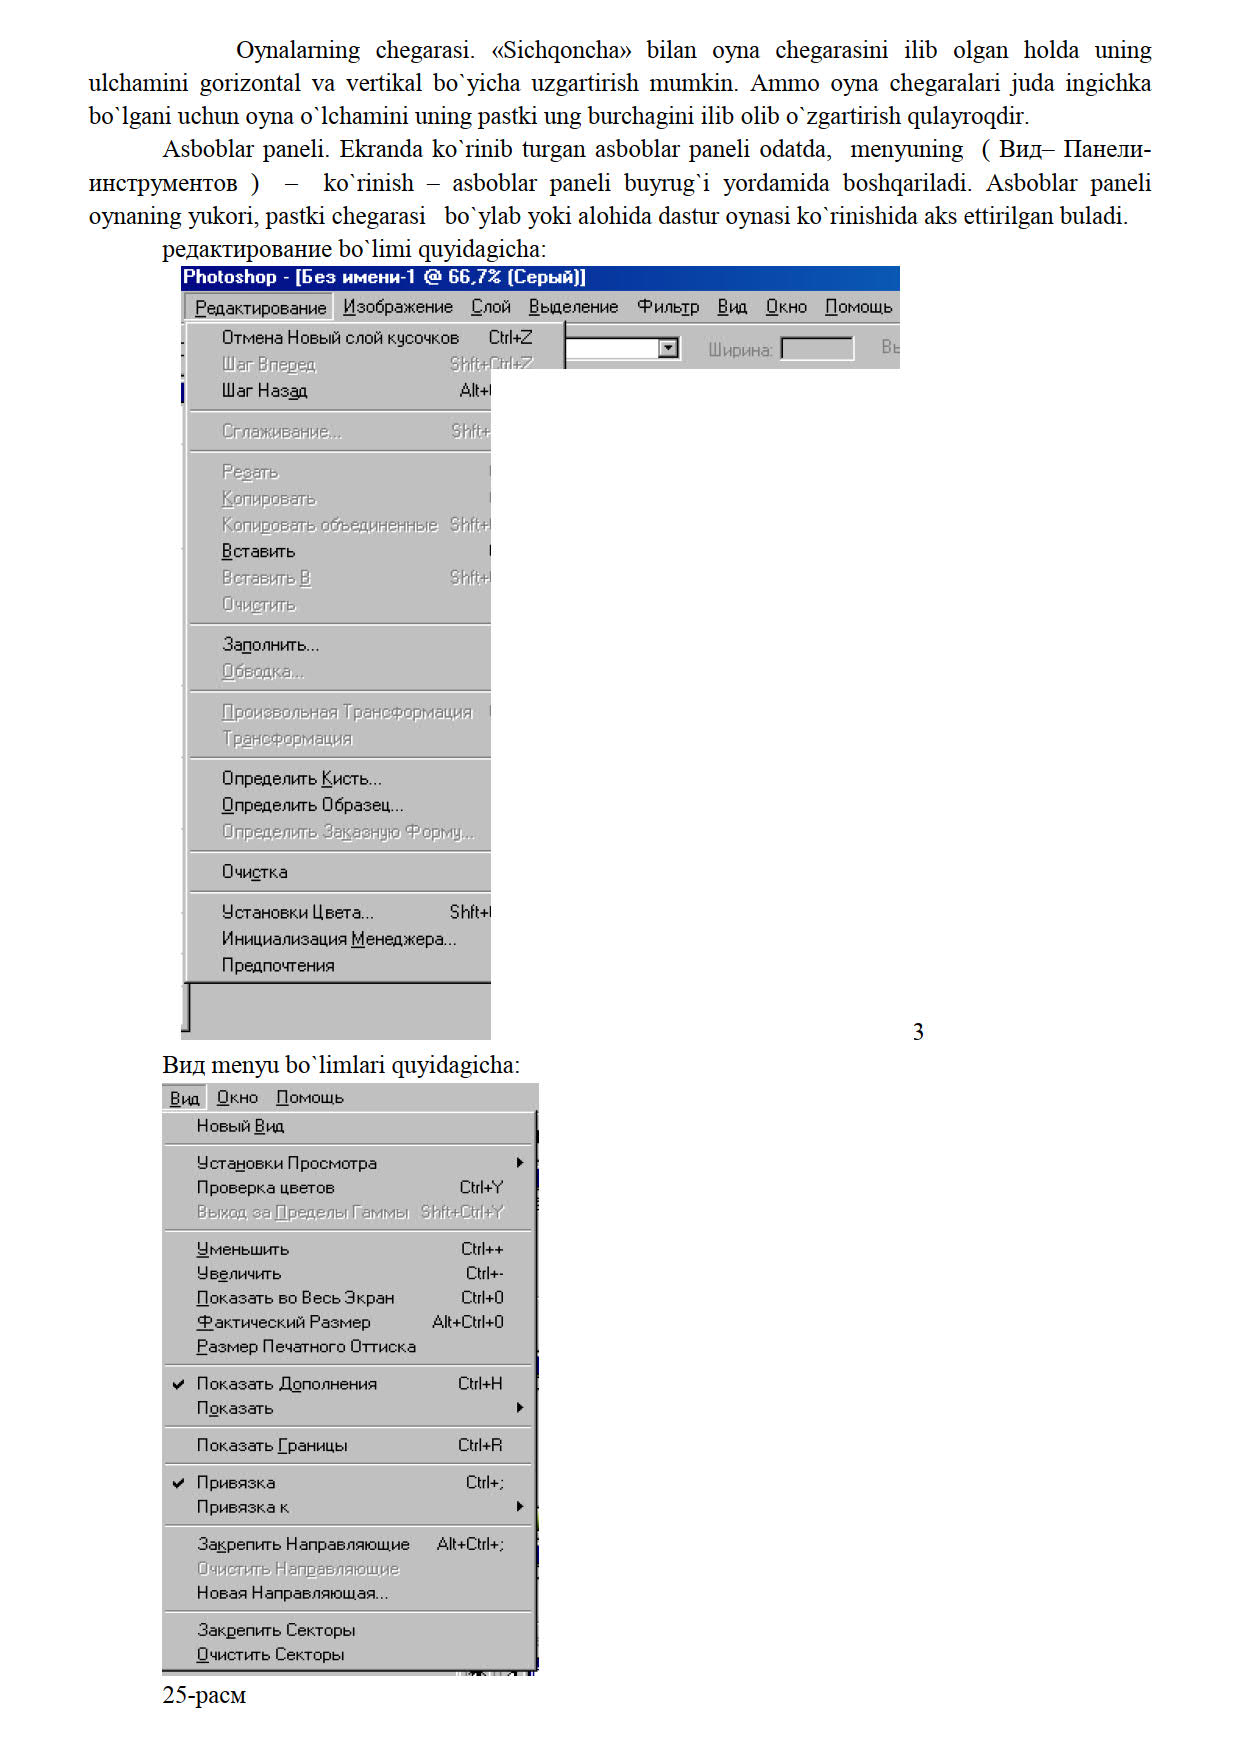 Oynalarning chegarasi. «Sichqoncha» bilan oyna chegarasini ilib olgan holda uning
ulchamini gorizontal va vertikal bo`yicha uzgartirish mumkin. Ammo oyna chegaralari juda ingichka
bo`lgani uchun oyna o`lchamini uning pastki ung burchagini ilib olib o`zgartirish qulayroqdir.
Asboblar paneli. Ekranda ko`rinib turgan asboblar paneli odatda, menyuning ( Вид– Панели-
инструментов ) – ko`rinish – asboblar paneli buyrug`i yordamida boshqariladi. Asboblar paneli
oynaning yukori, pastki chegarasi bo`ylab yoki alohida dastur oynasi ko`rinishida aks ettirilgan buladi.
редактирование bo`limi quyidagicha:
Photoshop - [Без имени-1 @ 66,7% (Серый)]
Редактирование Изображение Слой Выделение Фильтр Вид Окно Помощь
Отмена Новый слой кусочков Ctrl+Z
Ширина: Вы
Шаг Вперед Shft+Ctrl+Z
Шаг Назад Alt+
Сглаживание... Shft+
Резать
Копировать
Копировать объединенные Shft+
Вставить
Вставить В Shft+
Очистить
Заполнить...
Обводка...
Произвольная Трансформация
Трансформация
Определить Кисть...
Определить Образец...
Определить Заказную Форму...
Очистка
Установки Цвета... Shft+
Инициализация Менеджера...
Предпочтения
3
Вид menyu bo`limlari quyidagicha:
Вид Окно Помощь
Новый Вид
Установки Просмотра
Проверка цветов Ctrl+Y
Выход за Пределы Гаммы Shft+Ctrl+Y
Уменьшить Ctrl++
Увеличить Ctrl+-
Показать во Весь Экран Ctrl+0
Фактический Размер Alt+Ctrl+0
Размер Печатного Оттиска
Показать Дополнения Ctrl+H
Показать
Показать Границы Ctrl+R
Привязка Ctrl+;
Привязка к
Закрепить Направляющие Alt+Ctrl+;
Очистить Направляющие
Новая Направляющая...
Закрепить Секторы
Очистить Секторы
25-расм